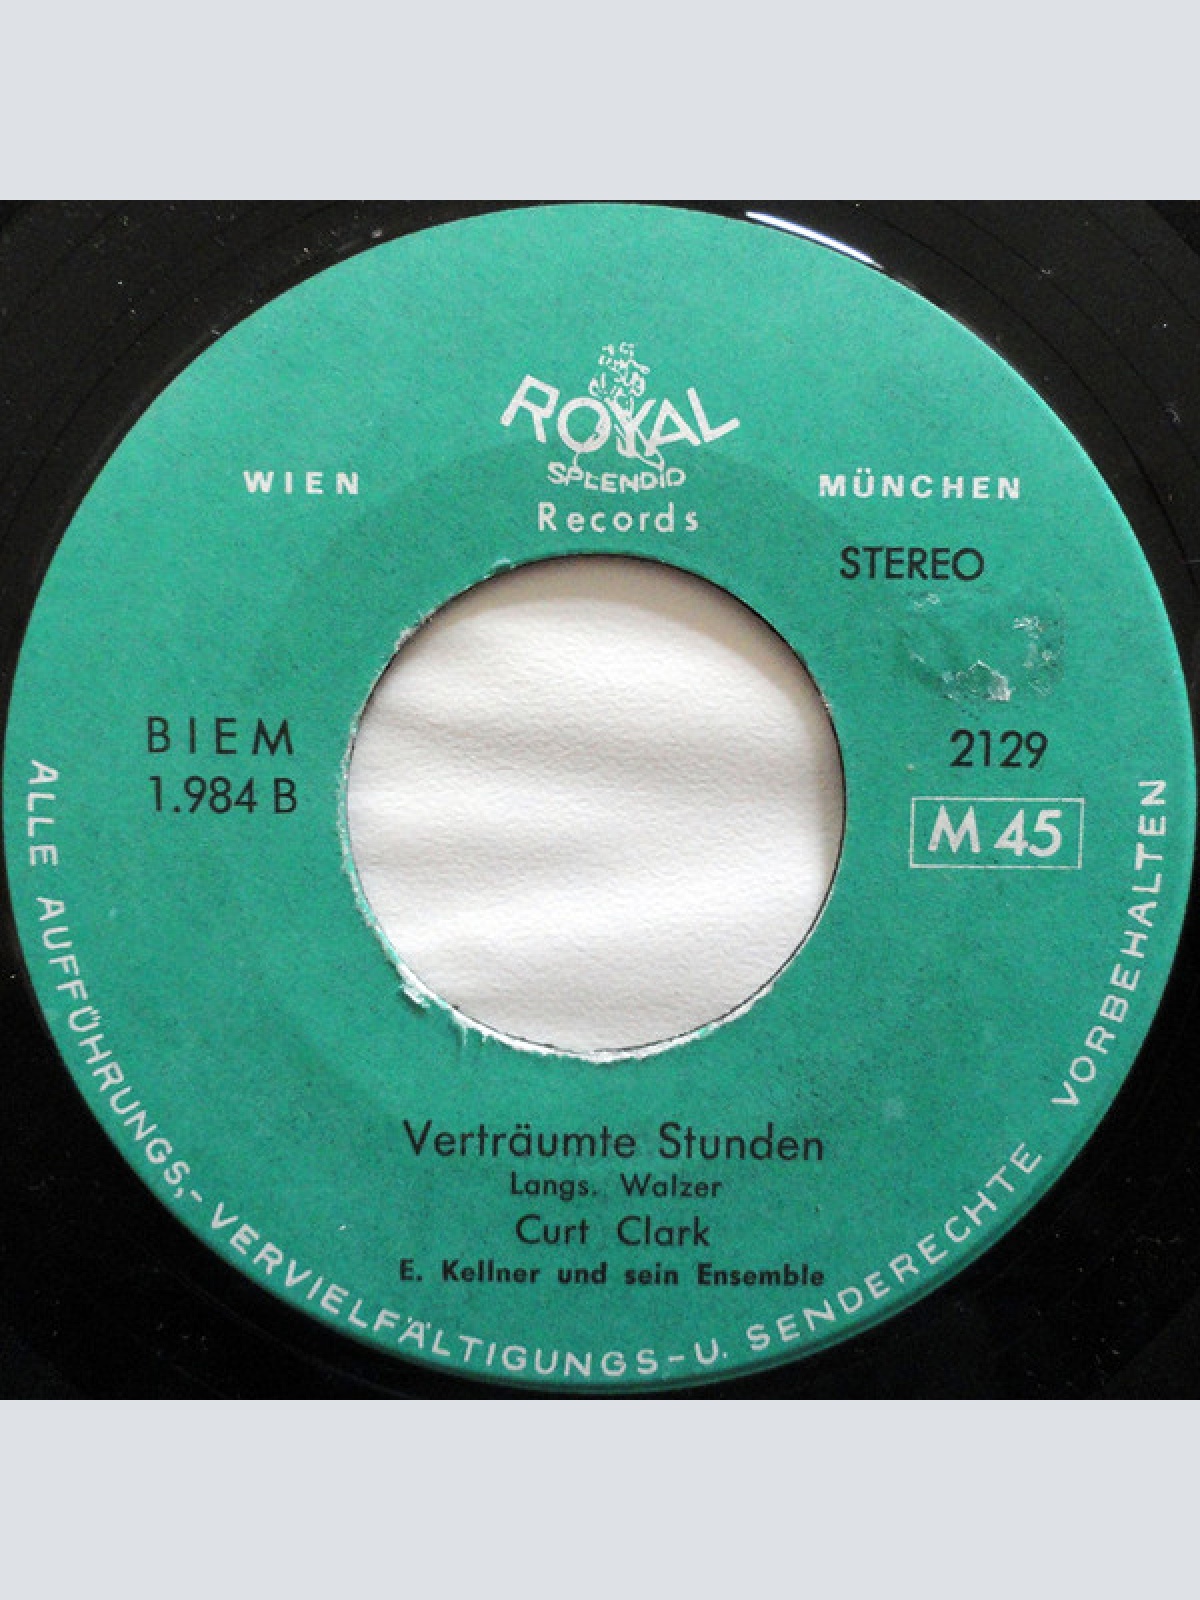 ROYAL
SPLENDID
Records
WIEN
MÜNCHEN
STEREO
BIEM
1.984 B
2129
M 45
Verträumte Stunden
Langs. Walzer
Curt Clark
E. Kellner und sein Ensemble
ALLE AUFFÜHRUNGS,- VERVIELFÄLTIGUNGS-U. SENDERECHTE VORBEHALTEN